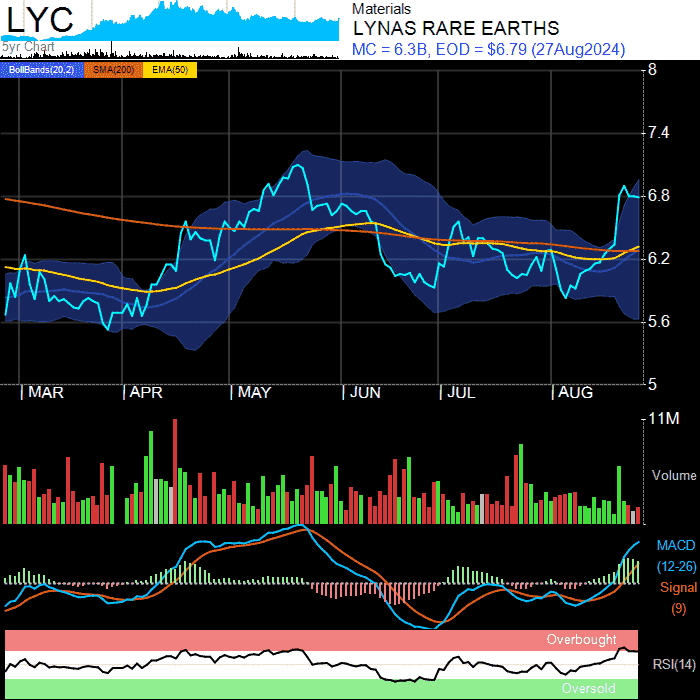 LYC
5yr Chart
Materials
LYNAS RARE EARTHS
MC = 6.3B, EOD = $6.79 (27Aug2024)
BollBands(20,2) SMA(200) EMA(50)
8
7.4
6.8
6.2
5.6
5
MAR APR MAY JUN JUL AUG
11M
Volume
MACD
(12-26)
Signal
(9)
Overbought
RSI(14)
Oversold